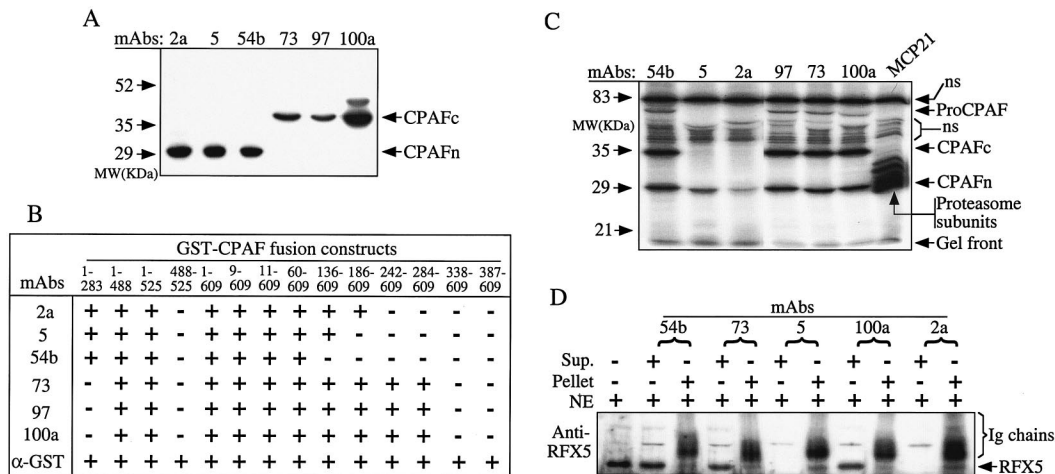 A
mAbs: 2a 5 54b 73 97 100a
52
35
29
MW(KDa)
CPAFc
CPAFn
B
GST-CPAF fusion constructs
mAbs 1-283 1-488 1-525 488-525 1-609 9-609 11-609 60-609 136-609 186-609 242-609 284-609 338-609 387-609
2a + + + - + + + + + + - - - -
5 + + + - + + + + + - - - - -
54b + + + - + + + + - - - - - -
73 - + + - + + + + + + + + - -
97 - + + - + + + + + + + + - -
100a - + + - + + + + + + + + - -
α-GST + + + + + + + + + + + + + +
C
mAbs: 54b 5 2a 97 73 100a MCP21
83
MW(KDa)
35
29
21
ns
ProCPAF
ns
CPAFc
CPAFn
Proteasome
subunits
Gel front
D
mAbs
54b 73 5 100a 2a
Sup. - + - + - + - + - + -
Pellet - - + - + - + - + - +
NE + + + + + + + + + + +
Anti-
RFX5
Ig chains
RFX5